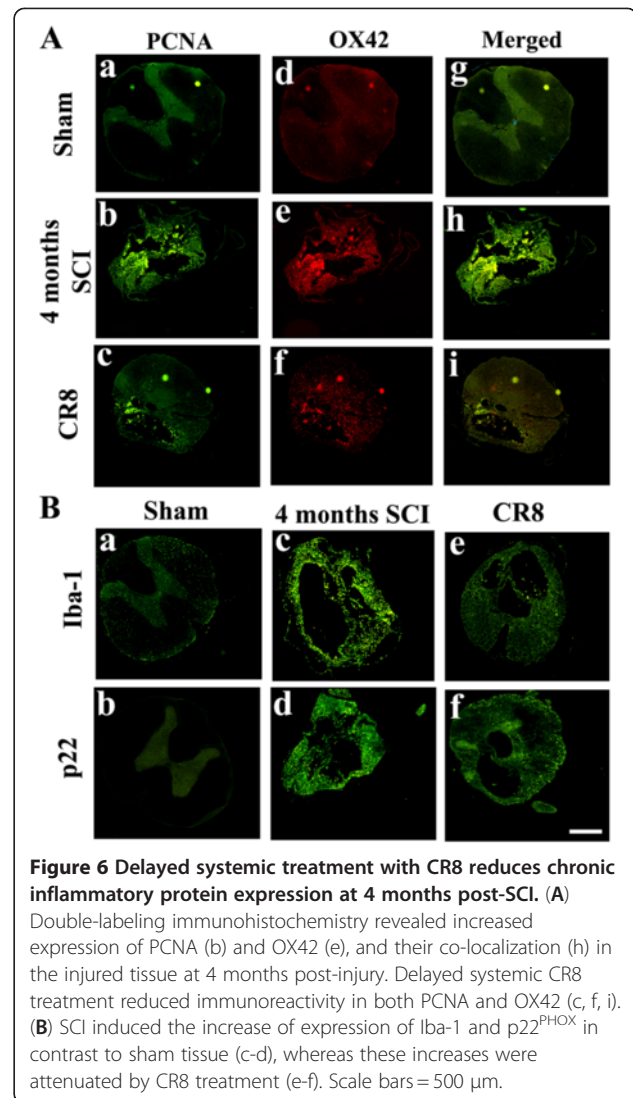 A
PCNA
OX42
Merged
Sham
a
d
g
4 months
SCI
b
e
h
CR8
c
f
i
B
Sham
4 months SCI
CR8
Iba-1
a
c
e
p22
b
d
f
Figure 6 Delayed systemic treatment with CR8 reduces chronic
inflammatory protein expression at 4 months post-SCI. (A)
Double-labeling immunohistochemistry revealed increased
expression of PCNA (b) and OX42 (e), and their co-localization (h) in
the injured tissue at 4 months post-injury. Delayed systemic CR8
treatment reduced immunoreactivity in both PCNA and OX42 (c, f, i).
(B) SCI induced the increase of expression of Iba-1 and p22PHOX in
contrast to sham tissue (c-d), whereas these increases were
attenuated by CR8 treatment (e-f). Scale bars = 500 μm.